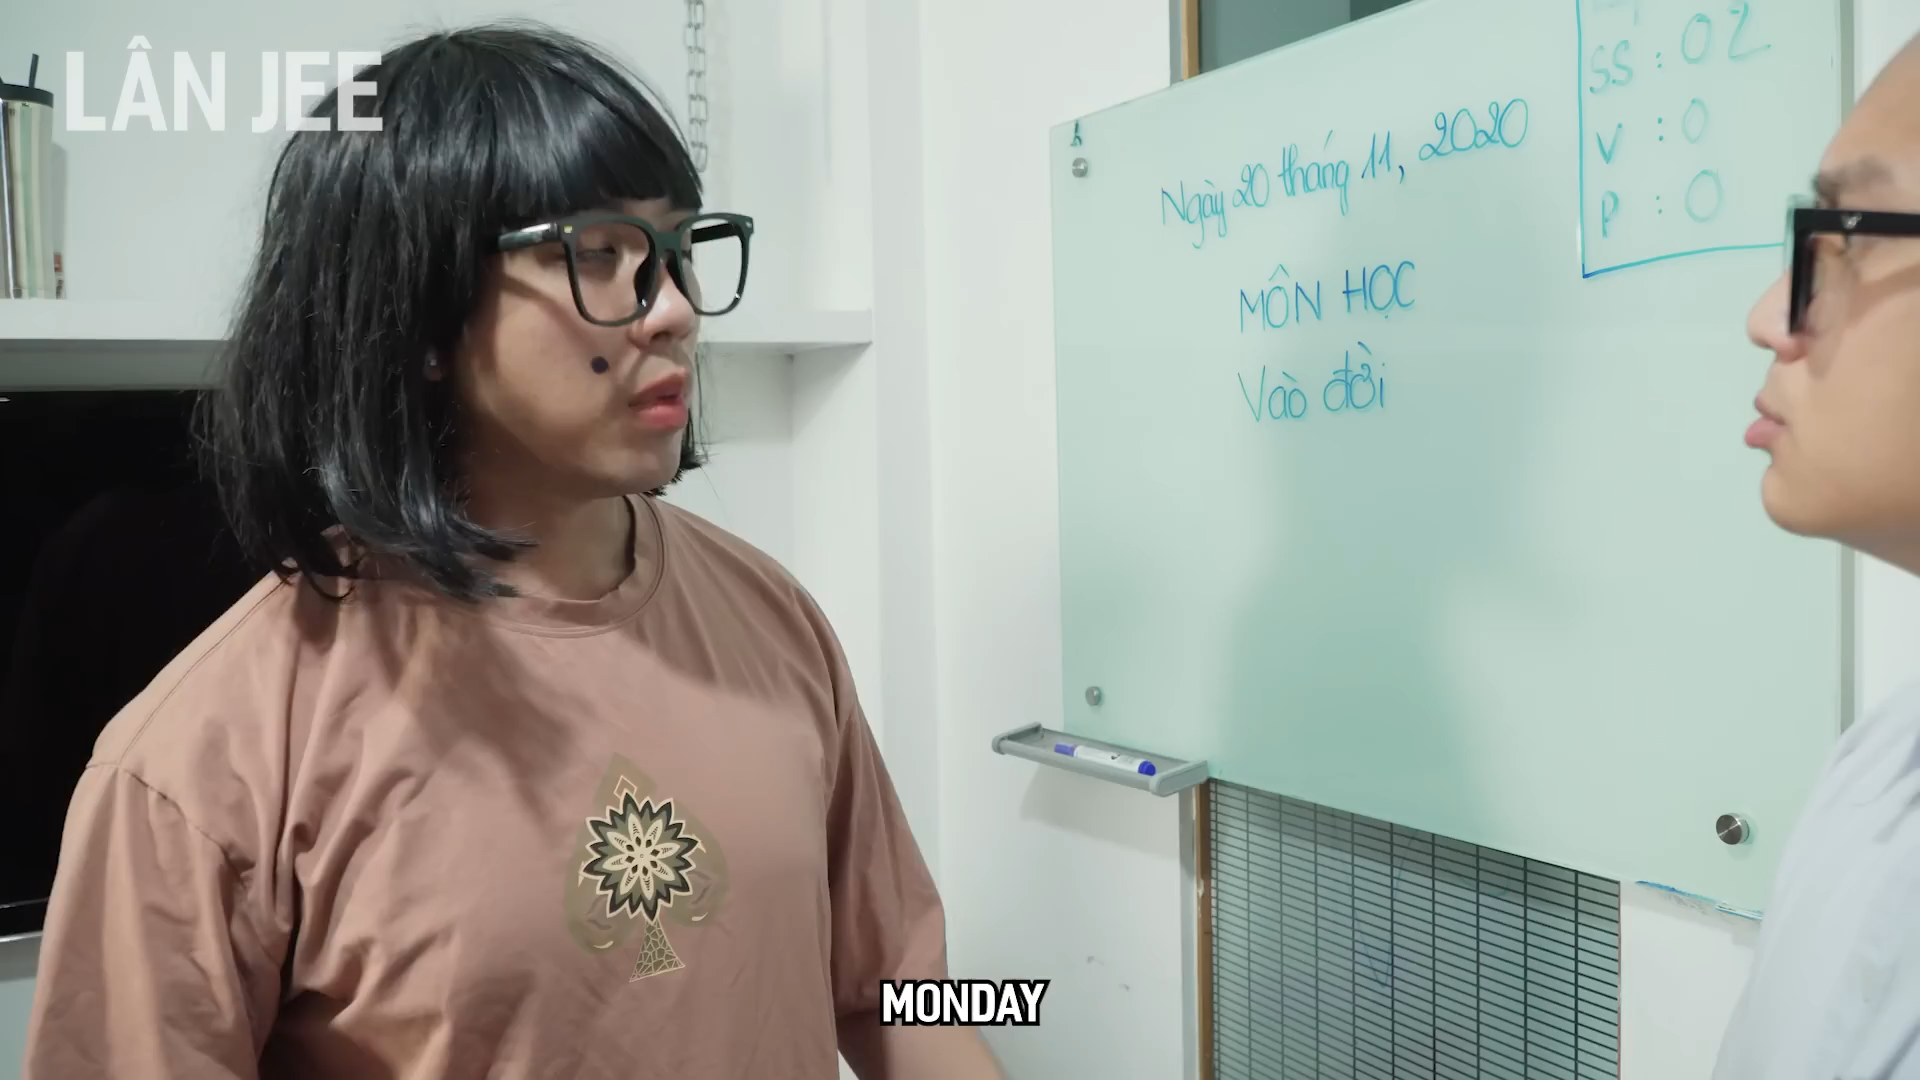 LÂN JEE
Ngày 20 tháng 11, 2020
MÔN HỌC
Vào đời
SS : 02
V : 0
P : 0
MONDAY